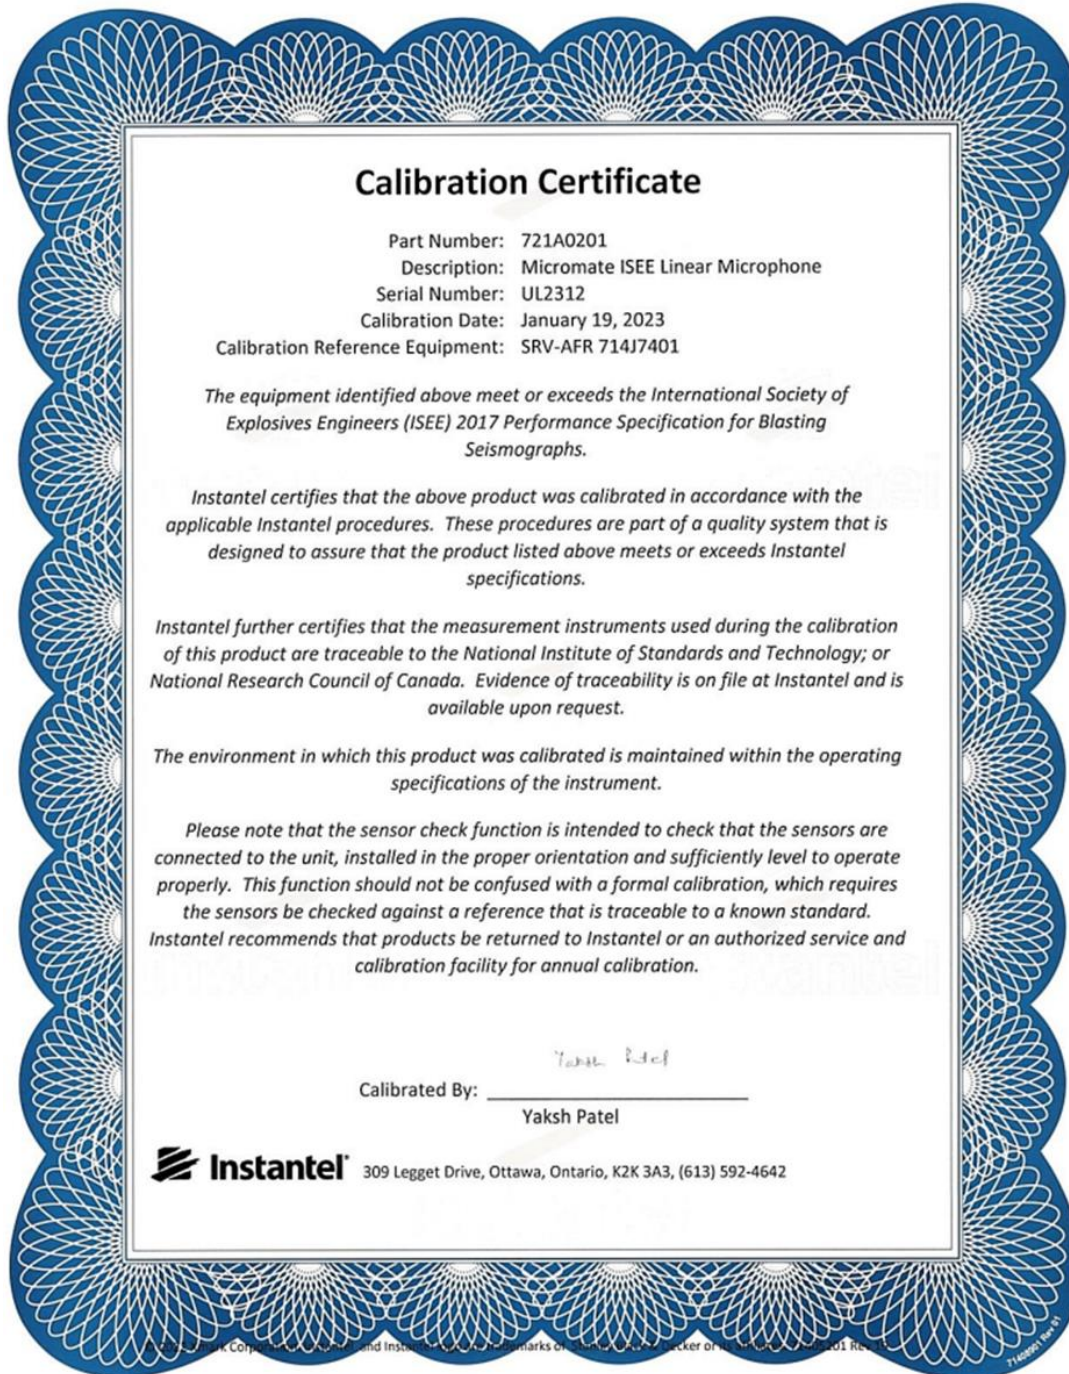 Calibration Certificate
Part Number: 721A0201
Description: Micromate ISEE Linear Microphone
Serial Number: UL2312
Calibration Date: January 19, 2023
Calibration Reference Equipment: SRV-AFR 714J7401
The equipment identified above meet or exceeds the International Society of
Explosives Engineers (ISEE) 2017 Performance Specification for Blasting
Seismographs.
Instantel certifies that the above product was calibrated in accordance with the
applicable Instantel procedures. These procedures are part of a quality system that is
designed to assure that the product listed above meets or exceeds Instantel
specifications.
Instantel further certifies that the measurement instruments used during the calibration
of this product are traceable to the National Institute of Standards and Technology; or
National Research Council of Canada. Evidence of traceability is on file at Instantel and is
available upon request.
The environment in which this product was calibrated is maintained within the operating
specifications of the instrument.
Please note that the sensor check function is intended to check that the sensors are
connected to the unit, installed in the proper orientation and sufficiently level to operate
properly. This function should not be confused with a formal calibration, which requires
the sensors be checked against a reference that is traceable to a known standard.
Instantel recommends that products be returned to Instantel or an authorized service and
calibration facility for annual calibration.
Yaksh Patel
Calibrated By:
Yaksh Patel
Instantel 309 Legget Drive, Ottawa, Ontario, K2K 3A3, (613) 592-4642
and Instantel trademarks of Decker or its